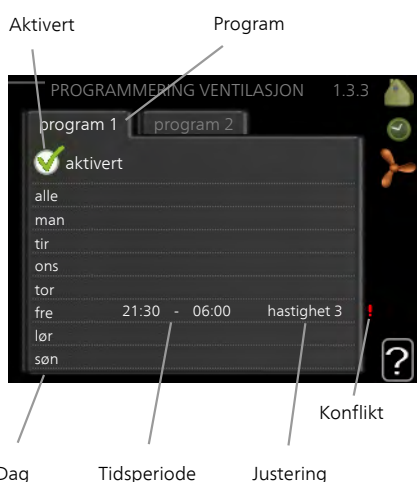 Aktivert Program
PROGRAMMERING VENTILASJON 1.3.3
program 1 program 2
aktivert
alle
man
tir
ons
tor
fre 21:30 - 06:00 hastighet 3 !
lør
søn
?
Konflikt
Dag Tidsperiode Justering